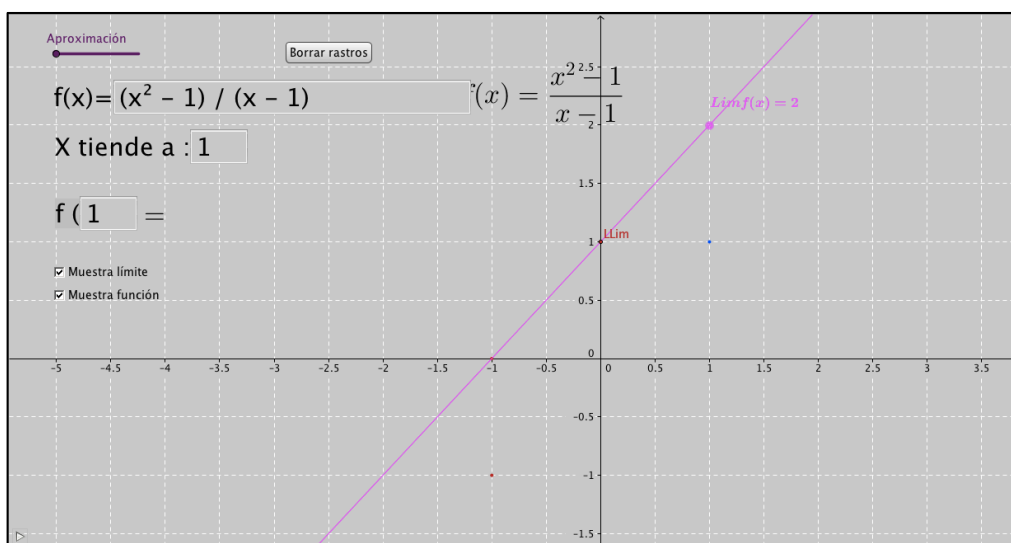 Aproximación
Borrar rastros
f(x)= (x² − 1) / (x − 1)
f(x) = x² − 1 / x − 1
Lim f(x) = 2
X tiende a : 1
f ( 1 =
LLim
Muestra límite
Muestra función
2.5
2
1.5
1
0.5
0
-5 -4.5 -4 -3.5 -3 -2.5 -2 -1.5 -1 -0.5 0 0.5 1 1.5 2 2.5 3 3.5
-0.5
-1
-1.5